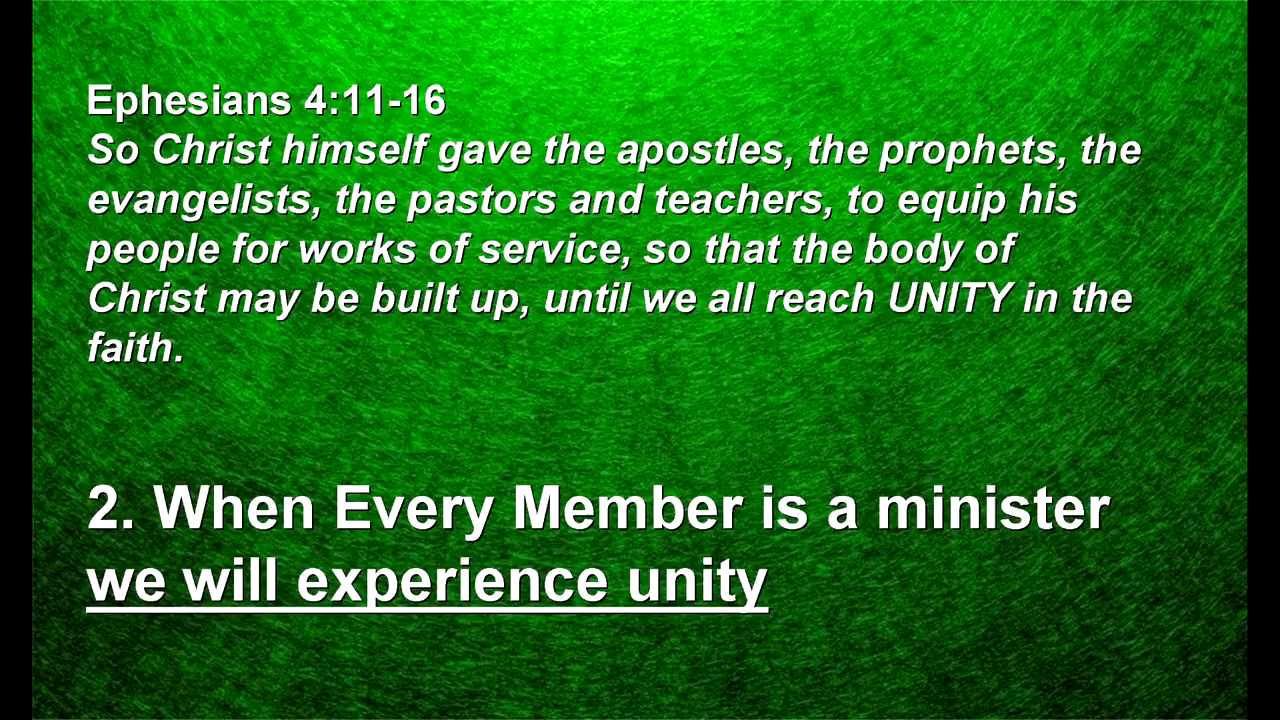 Ephesians 4:11-16
So Christ himself gave the apostles, the prophets, the
evangelists, the pastors and teachers, to equip his
people for works of service, so that the body of
Christ may be built up, until we all reach UNITY in the
faith.
2. When Every Member is a minister
we will experience unity